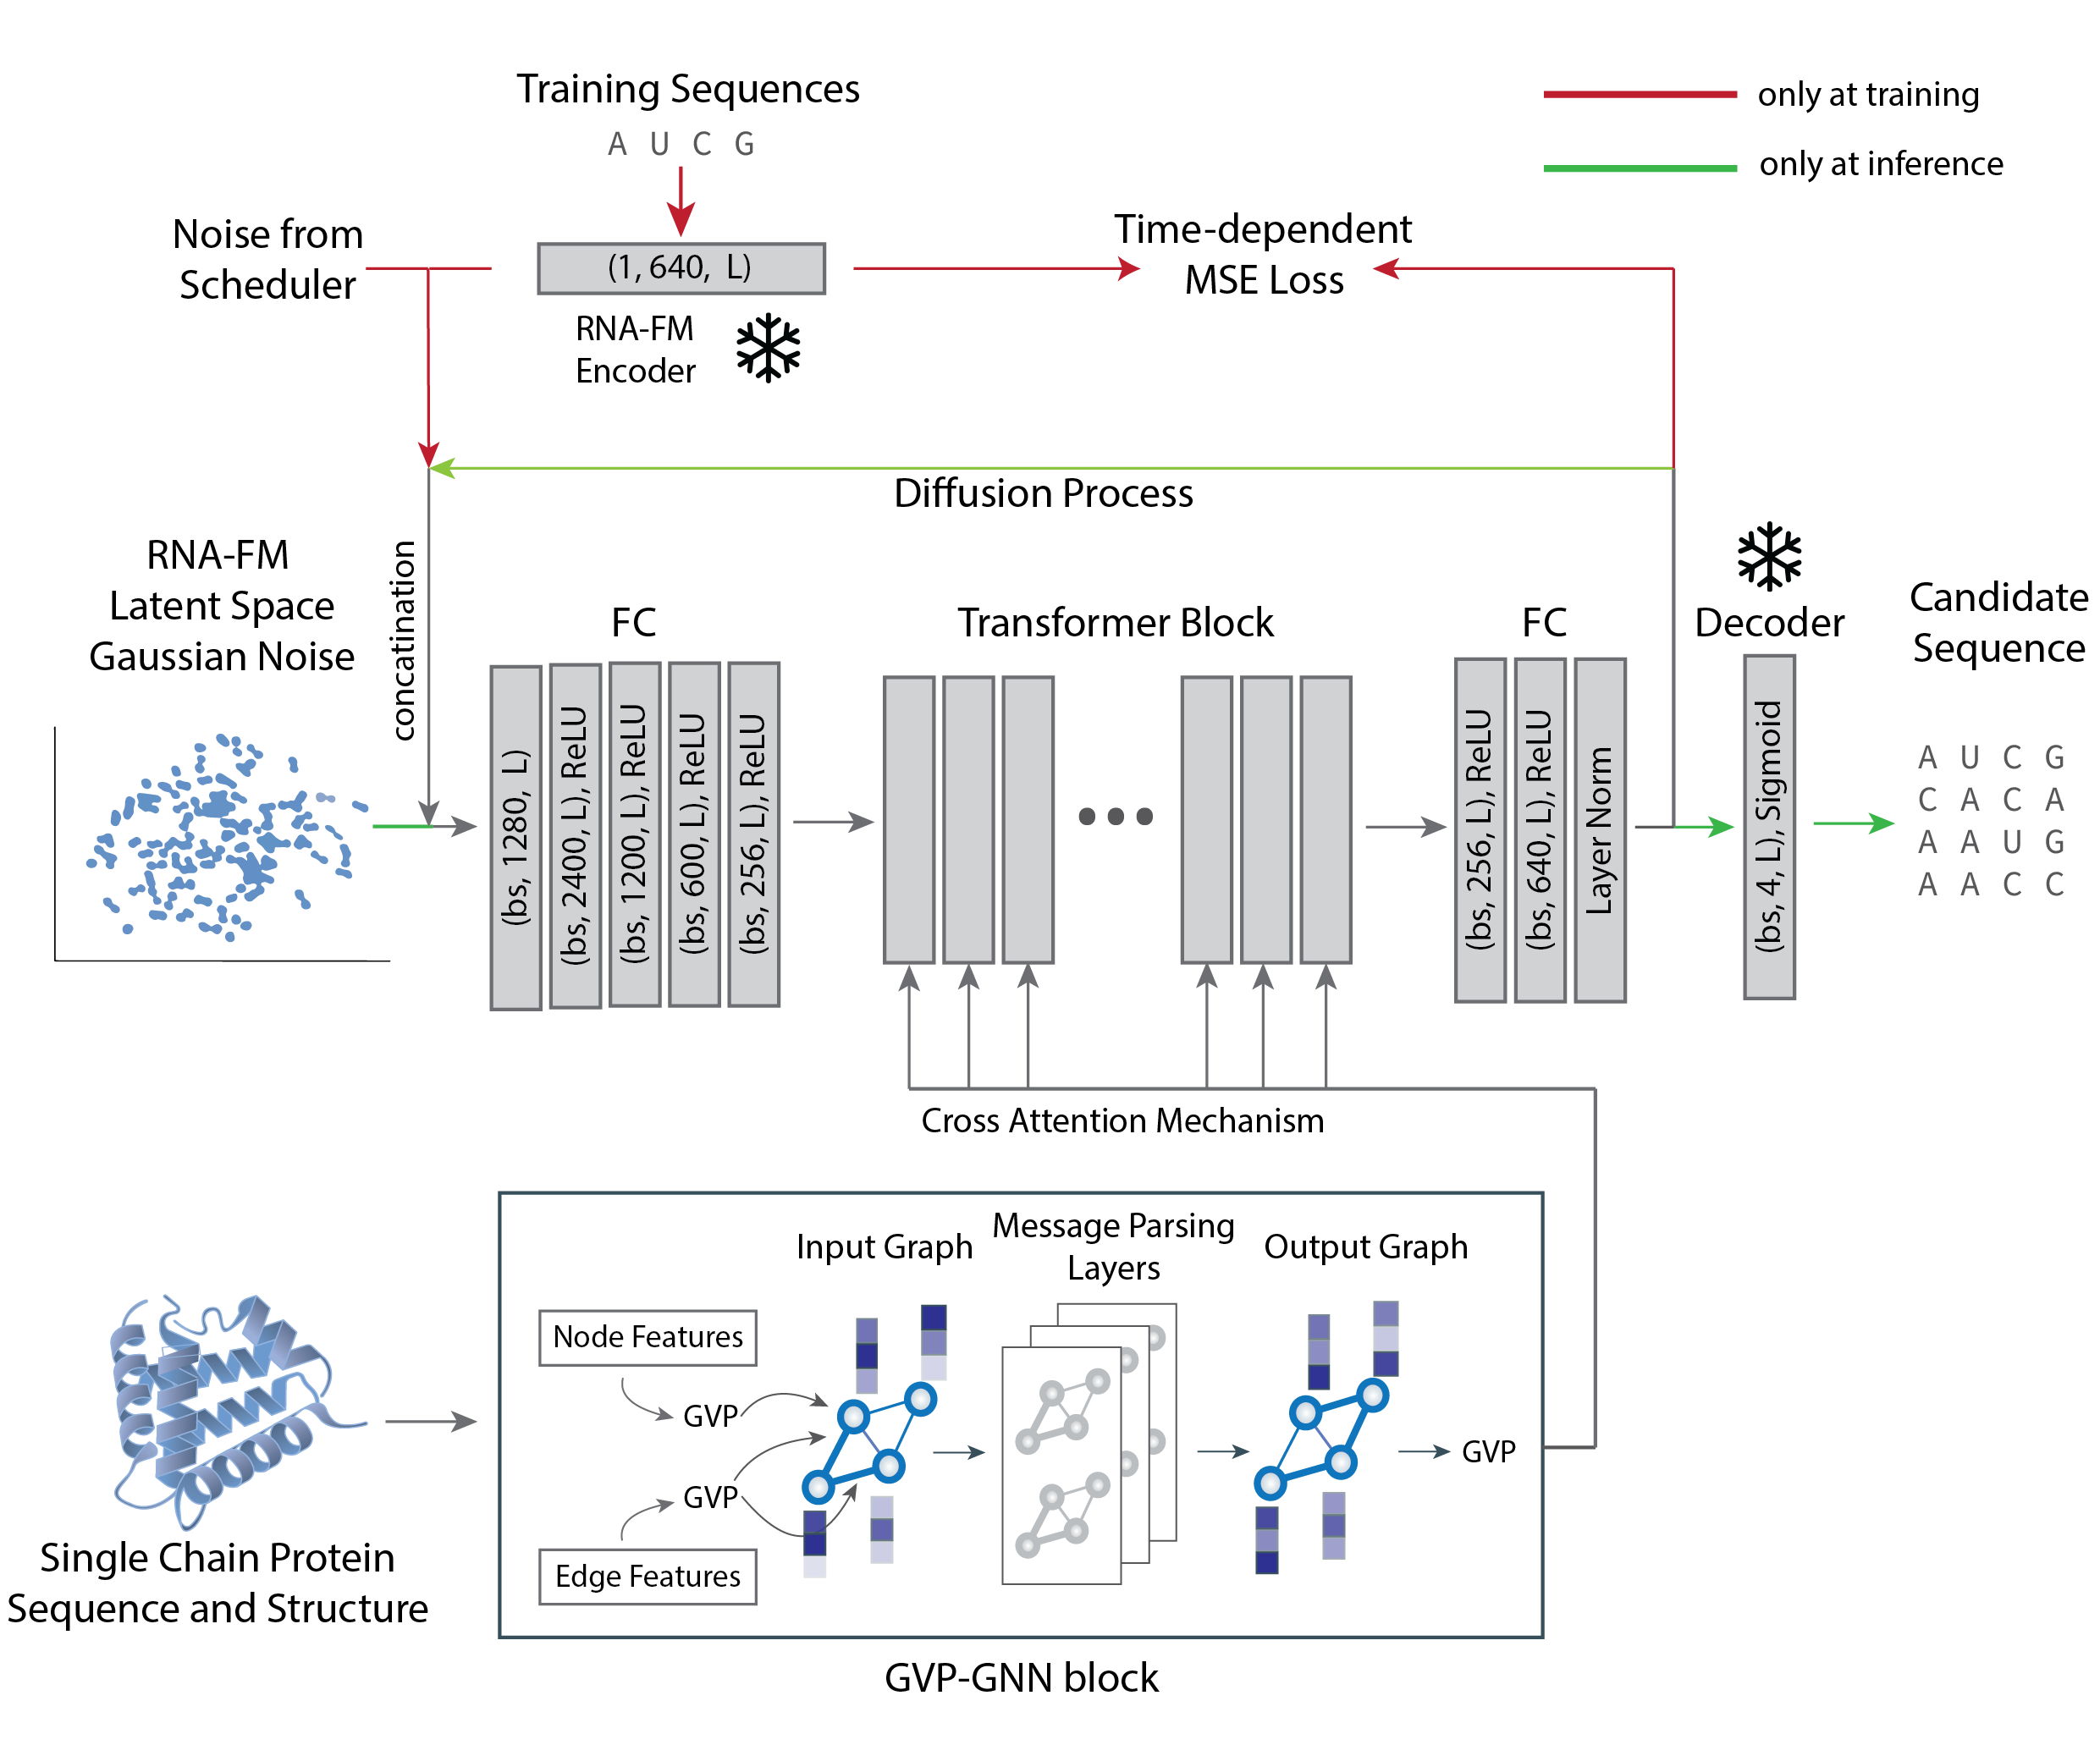 Training Sequences
A U C G
only at training
only at inference
Noise from
Scheduler
(1, 640, L)
RNA-FM
Encoder
Time-dependent
MSE Loss
Diffusion Process
RNA-FM
Latent Space
Gaussian Noise
concatination
FC
(bs, 1280, L)
(bs, 2400, L), ReLU
(bs, 1200, L), ReLU
(bs, 600, L), ReLU
(bs, 256, L), ReLU
Transformer Block
FC
(bs, 256, L), ReLU
(bs, 640, L), ReLU
Layer Norm
Decoder
(bs, 4, L), Sigmoid
Candidate
Sequence
A U C G
C A C A
A A U G
A A C C
Cross Attention Mechanism
Single Chain Protein
Sequence and Structure
Node Features
GVP
GVP
Edge Features
Input Graph
Message Parsing
Layers
Output Graph
GVP
GVP-GNN block